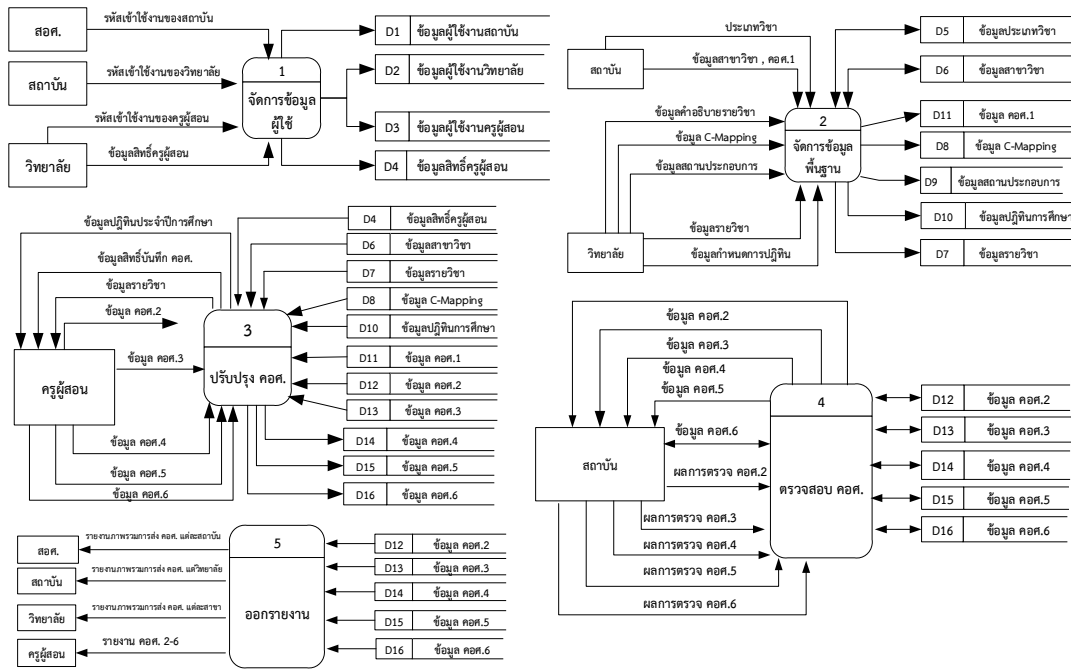 สอศ.
รหัสเข้าใช้งานของสถาบัน
สถาบัน
รหัสเข้าใช้งานของวิทยาลัย
รหัสเข้าใช้งานของครูผู้สอน
วิทยาลัย
ข้อมูลสิทธิ์ครูผู้สอน
1
จัดการข้อมูล
ผู้ใช้
D1 ข้อมูลผู้ใช้งานสถาบัน
D2 ข้อมูลผู้ใช้งานวิทยาลัย
D3 ข้อมูลผู้ใช้งานครูผู้สอน
D4 ข้อมูลสิทธิ์ครูผู้สอน
สถาบัน
ประเภทวิชา
ข้อมูลสาขาวิชา , คอศ.1
ข้อมูลคำอธิบายรายวิชา
ข้อมูล C-Mapping
ข้อมูลสถานประกอบการ
วิทยาลัย
ข้อมูลรายวิชา
ข้อมูลกำหนดการปฎิทิน
2
จัดการข้อมูล
พื้นฐาน
D5 ข้อมูลประเภทวิชา
D6 ข้อมูลสาขาวิชา
D11 ข้อมูล คอศ.1
D8 ข้อมูล C-Mapping
D9 ข้อมูลสถานประกอบการ
D10 ข้อมูลปฎิทินการศึกษา
D7 ข้อมูลรายวิชา
ข้อมูลปฎิทินประจำปีการศึกษา
ข้อมูลสิทธิ์บันทึก คอศ.
ข้อมูลรายวิชา
ข้อมูล คอศ.2
ข้อมูล คอศ.3
ครูผู้สอน
ข้อมูล คอศ.4
ข้อมูล คอศ.5
ข้อมูล คอศ.6
3
ปรับปรุง คอศ.
D4 ข้อมูลสิทธิ์ครูผู้สอน
D6 ข้อมูลสาขาวิชา
D7 ข้อมูลรายวิชา
D8 ข้อมูล C-Mapping
D10 ข้อมูลปฎิทินการศึกษา
D11 ข้อมูล คอศ.1
D12 ข้อมูล คอศ.2
D13 ข้อมูล คอศ.3
D14 ข้อมูล คอศ.4
D15 ข้อมูล คอศ.5
D16 ข้อมูล คอศ.6
ข้อมูล คอศ.2
ข้อมูล คอศ.3
ข้อมูล คอศ.4
ข้อมูล คอศ.5
ข้อมูล คอศ.6
สถาบัน
ผลการตรวจ คอศ.2
ผลการตรวจ คอศ.3
ผลการตรวจ คอศ.4
ผลการตรวจ คอศ.5
ผลการตรวจ คอศ.6
4
ตรวจสอบ คอศ.
D12 ข้อมูล คอศ.2
D13 ข้อมูล คอศ.3
D14 ข้อมูล คอศ.4
D15 ข้อมูล คอศ.5
D16 ข้อมูล คอศ.6
สอศ.
รายงานภาพรวมการส่ง คอศ. แต่ละสถาบัน
สถาบัน
รายงานภาพรวมการส่ง คอศ. แต่วิทยาลัย
วิทยาลัย
รายงานภาพรวมการส่ง คอศ. แต่ละสาขา
ครูผู้สอน
รายงาน คอศ. 2-6
5
ออกรายงาน
D12 ข้อมูล คอศ.2
D13 ข้อมูล คอศ.3
D14 ข้อมูล คอศ.4
D15 ข้อมูล คอศ.5
D16 ข้อมูล คอศ.6